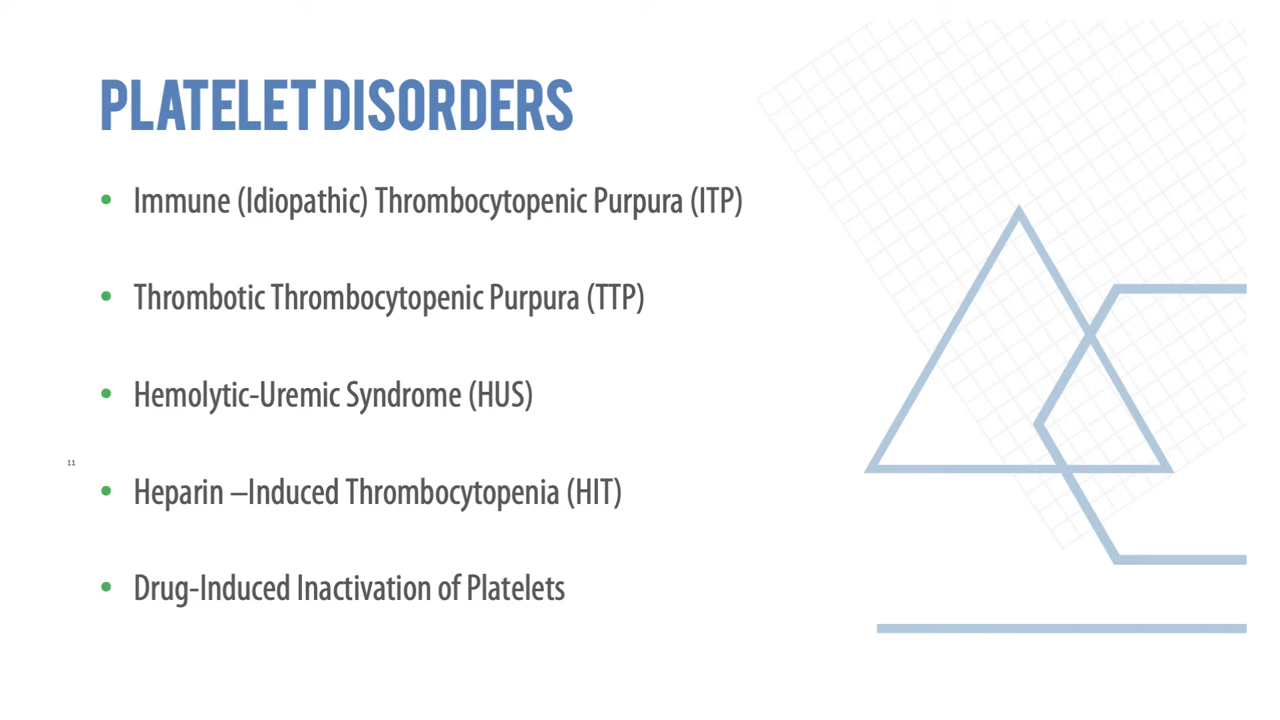 PLATELET DISORDERS
• Immune (Idiopathic) Thrombocytopenic Purpura (ITP)
• Thrombotic Thrombocytopenic Purpura (TTP)
• Hemolytic-Uremic Syndrome (HUS)
11
• Heparin –Induced Thrombocytopenia (HIT)
• Drug-Induced Inactivation of Platelets